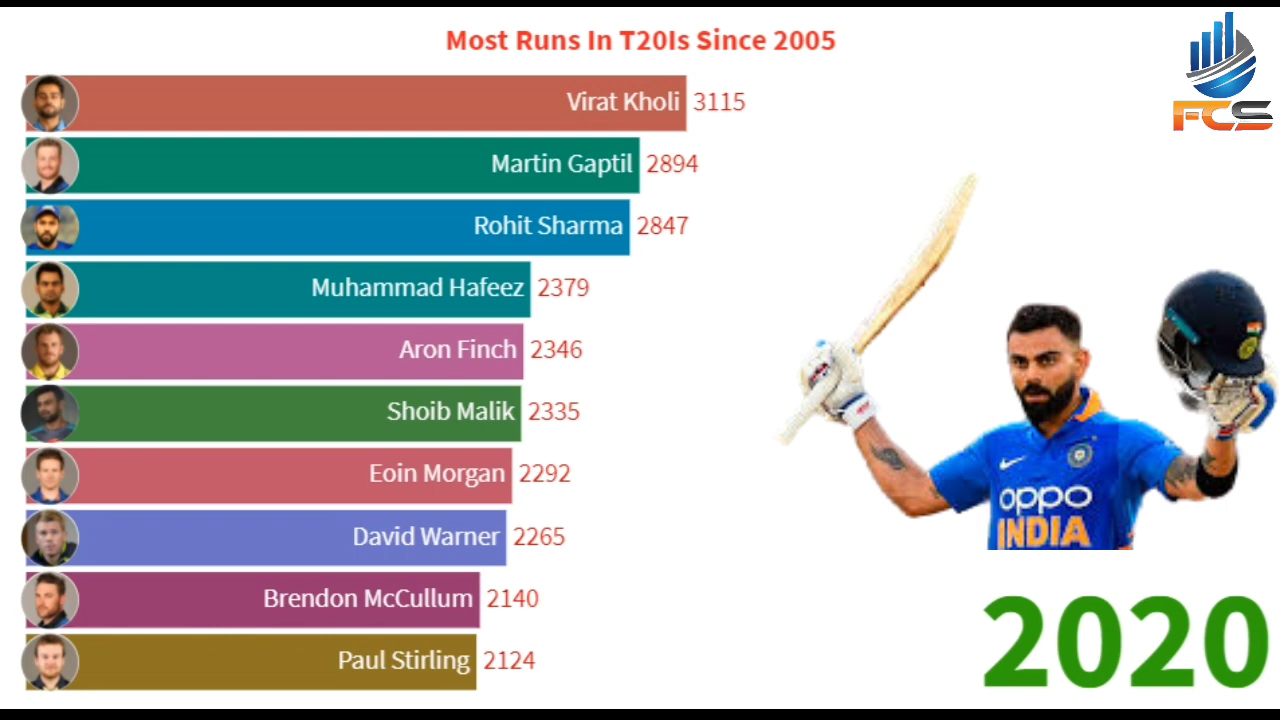 Most Runs In T20Is Since 2005
FCS
Virat Kholi 3115
Martin Gaptil 2894
Rohit Sharma 2847
Muhammad Hafeez 2379
Aron Finch 2346
Shoib Malik 2335
Eoin Morgan 2292
David Warner 2265
Brendon McCullum 2140
Paul Stirling 2124
oppo
INDIA
2020